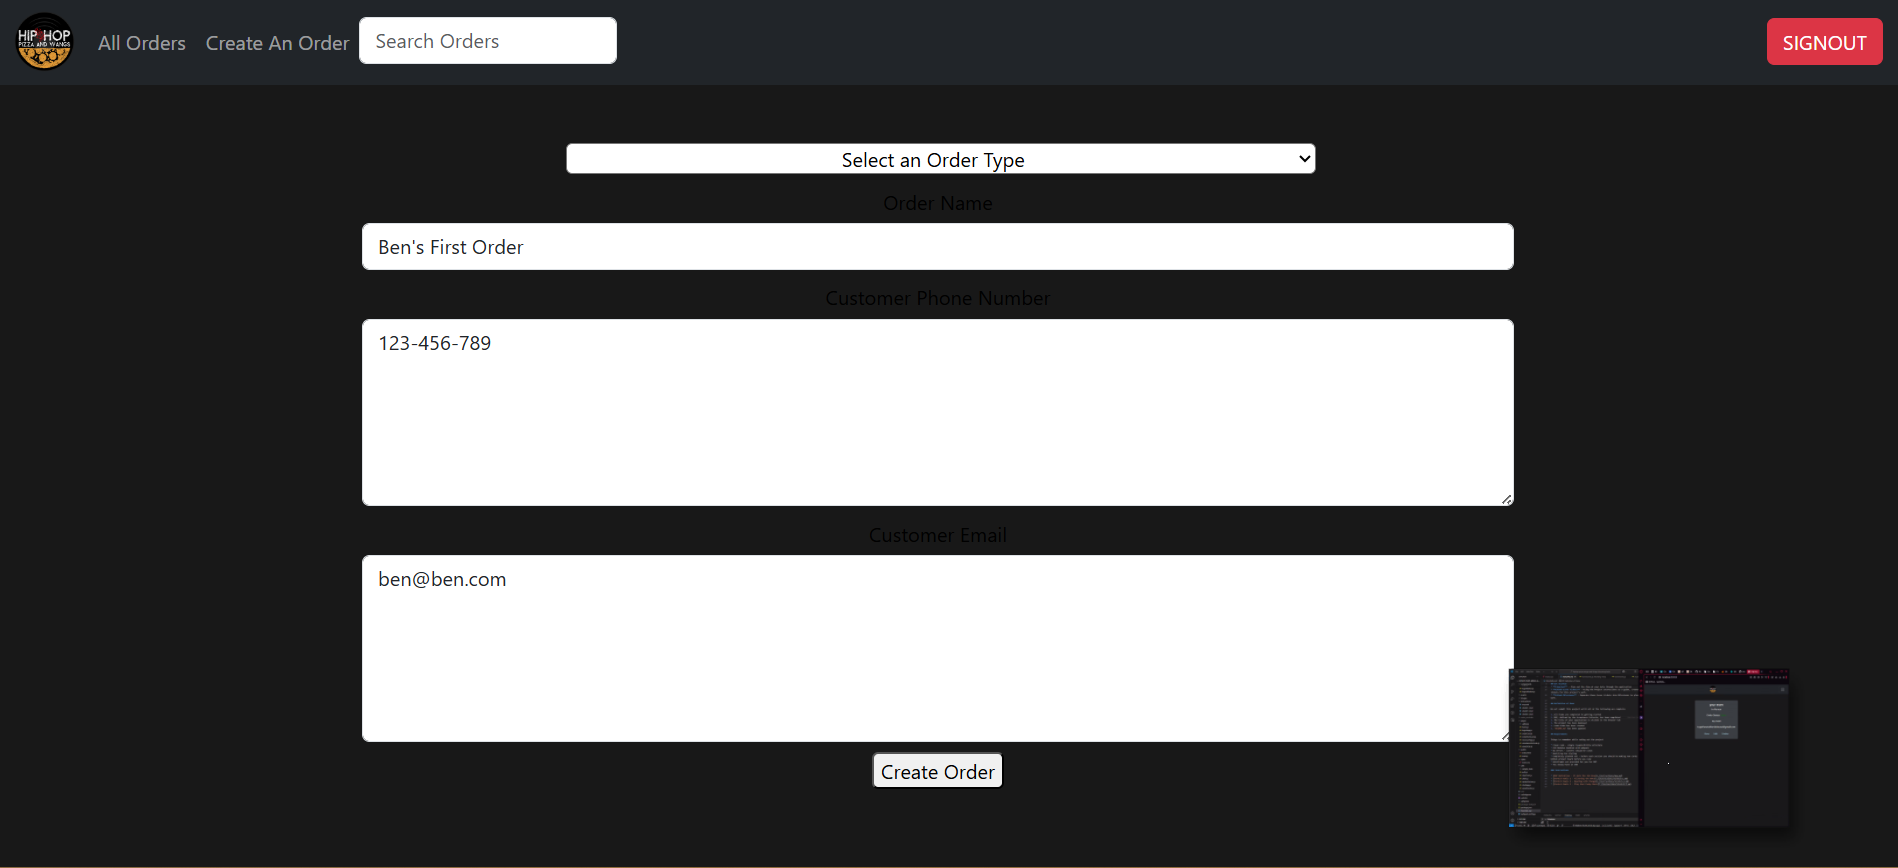 HIP HOP
PIZZA AND WANGS
All Orders
Create An Order
Search Orders
SIGNOUT
Select an Order Type
Order Name
Ben's First Order
Customer Phone Number
123-456-789
Customer Email
ben@ben.com
Create Order